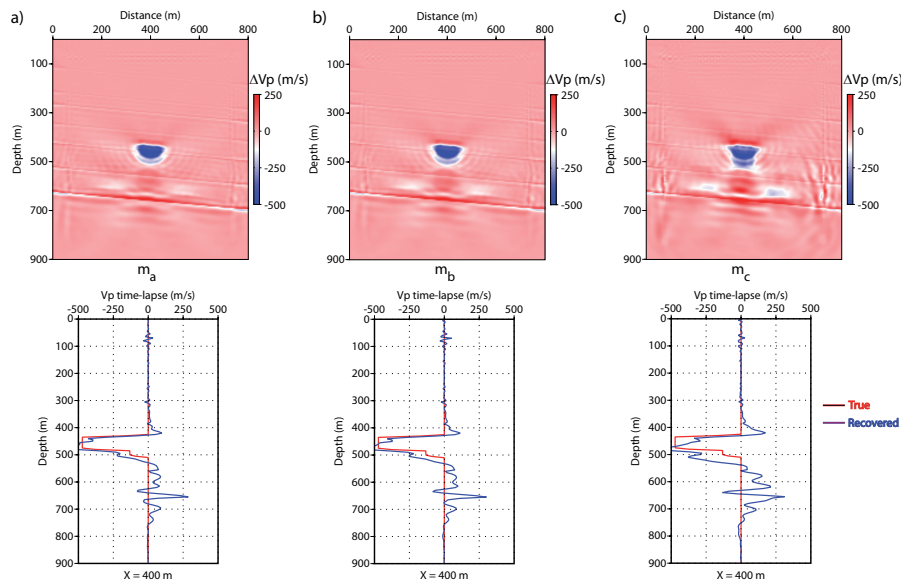 a)
Distance (m)
0 200 400 600 800
100
300
500
700
900
Depth (m)
ΔVp (m/s)
250
0
-250
-500
m_a
b)
Distance (m)
0 200 400 600 800
100
300
500
700
900
Depth (m)
ΔVp (m/s)
250
0
-250
-500
m_b
c)
Distance (m)
0 200 400 600 800
100
300
500
700
900
Depth (m)
ΔVp (m/s)
250
0
-250
-500
m_c
Vp time-lapse (m/s)
-500 -250 0 250 500
0
100
200
300
400
500
600
700
800
900
Depth (m)
X = 400 m
Vp time-lapse (m/s)
-500 -250 0 250 500
0
100
200
300
400
500
600
700
800
900
Depth (m)
X = 400 m
Vp time-lapse (m/s)
-500 -250 0 250 500
0
100
200
300
400
500
600
700
800
900
Depth (m)
X = 400 m
True
Recovered